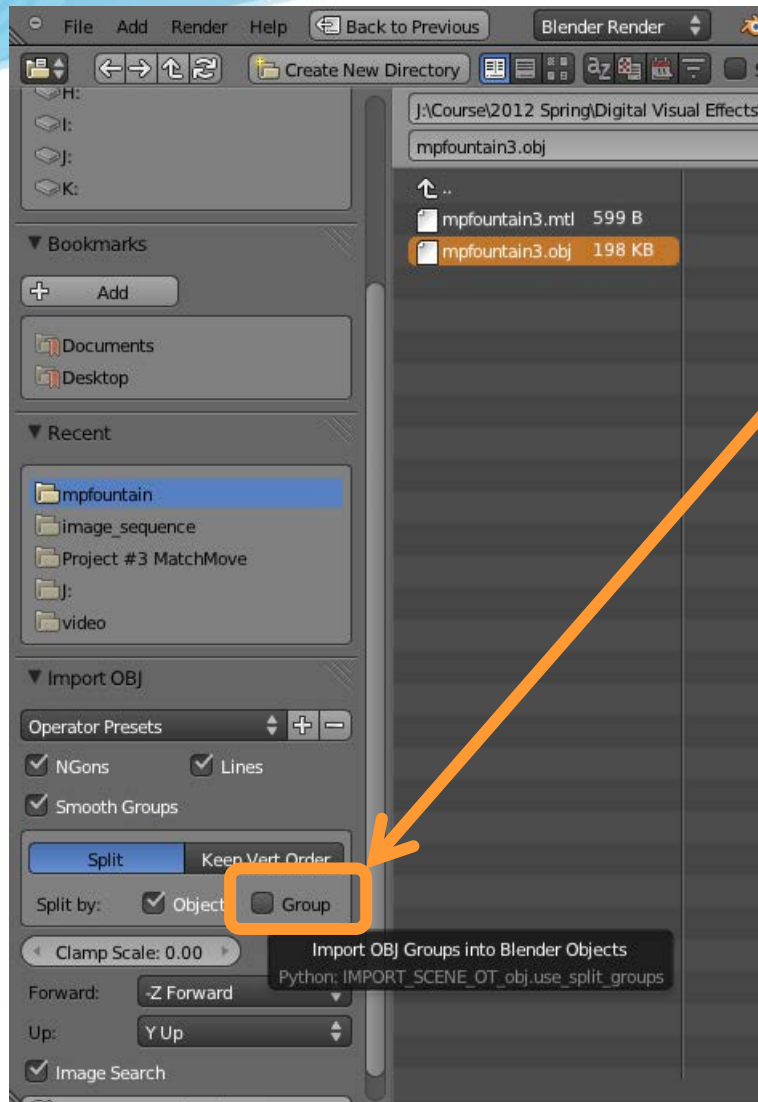 File Add Render Help Back to Previous Blender Render
Create New Directory
H:
I:
J:
K:
Bookmarks
Add
Documents
Desktop
Recent
mpfountain
image_sequence
Project #3 MatchMove
J:
video
Import OBJ
Operator Presets
NGons Lines
Smooth Groups
Split Keep Vert Order
Split by: Object Group
Clamp Scale: 0.00
Forward: -Z Forward
Up: Y Up
Image Search
J:\Course\2012 Spring\Digital Visual Effects
mpfountain3.obj
..
mpfountain3.mtl 599 B
mpfountain3.obj 198 KB
Import OBJ Groups into Blender Objects
Python: IMPORT_SCENE_OT_obj.use_split_groups